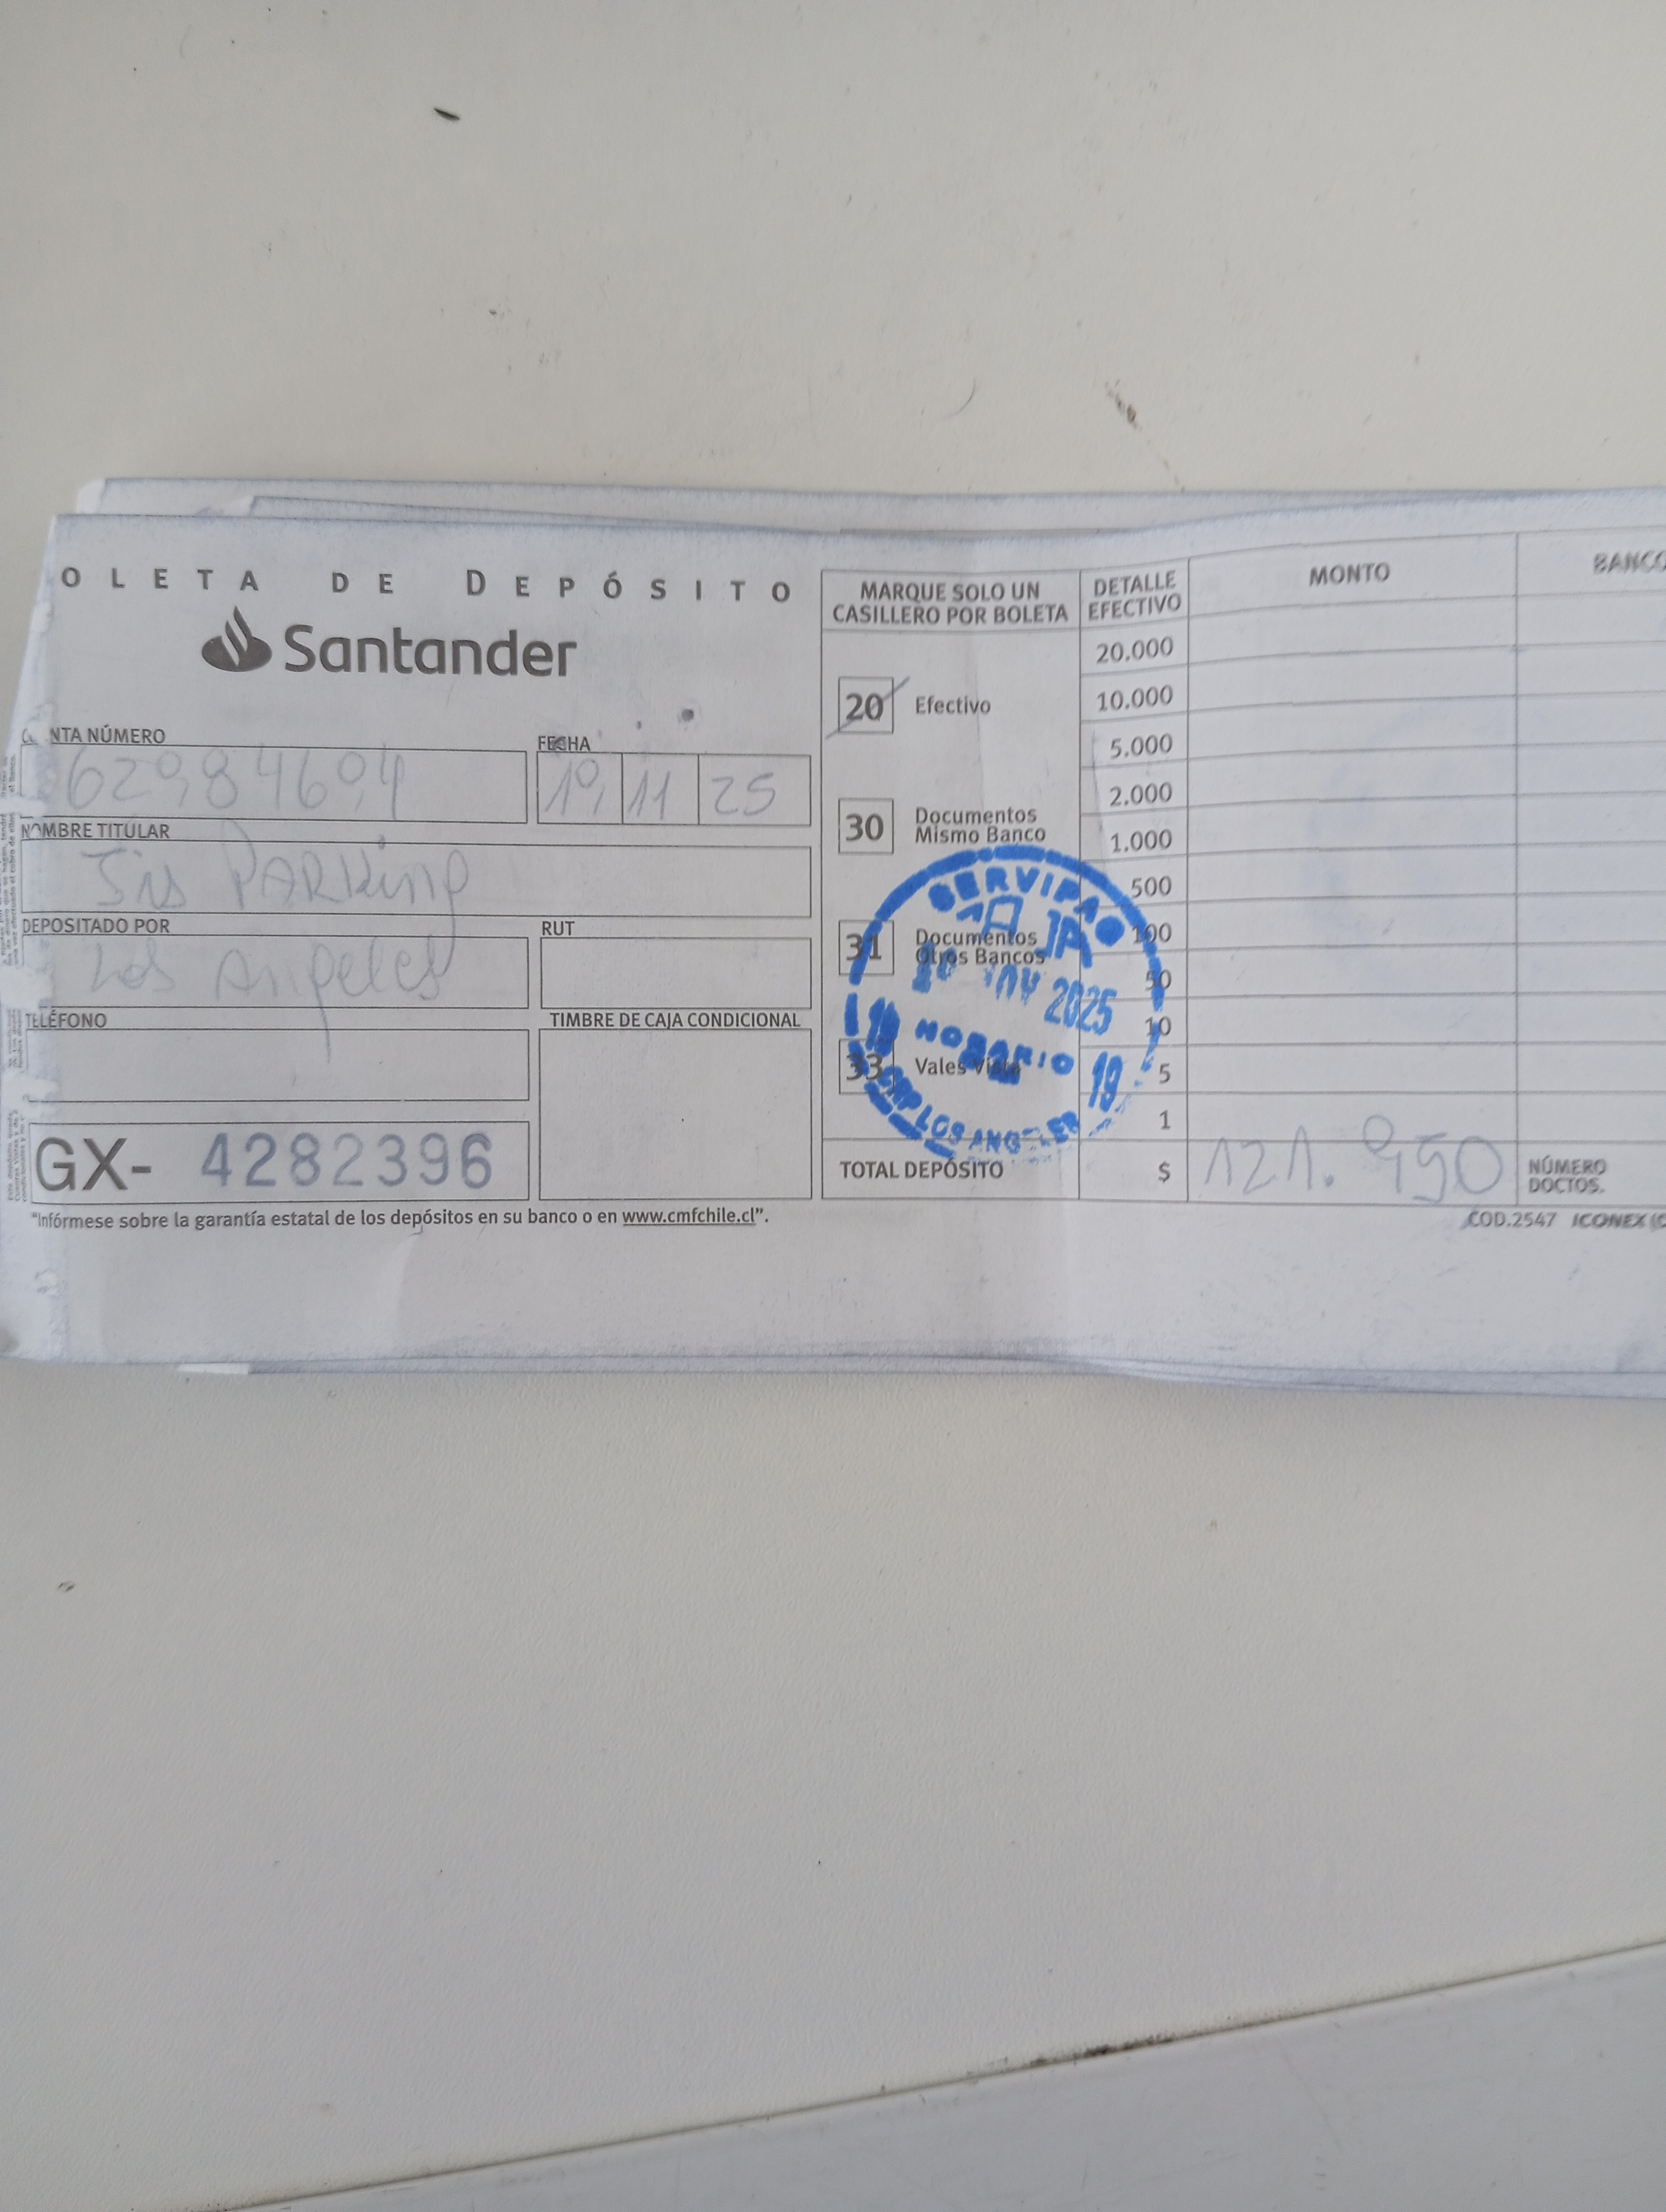 OLETA DE DEPÓSITO
Santander
NTA NÚMERO
FECHA
62984694
19 11 25
NOMBRE TITULAR
Jis PARKing
DEPOSITADO POR
RUT
Los Angeles
TELÉFONO
TIMBRE DE CAJA CONDICIONAL
GX- 4282396
"Infórmese sobre la garantía estatal de los depósitos en su banco o en www.cmfchile.cl".
MARQUE SOLO UN
CASILLERO POR BOLETA
20 Efectivo
30 Documentos
Mismo Banco
31 Documentos
Otros Bancos
33 Vales Vista
TOTAL DEPÓSITO
DETALLE
EFECTIVO
MONTO
BANCO
20.000
10.000
5.000
2.000
1.000
500
100
50
10
5
1
$ 121.950
NÚMERO
DOCTOS.
COD.2547 ICONEX
SERVIPAG
2025
HORARIO
19
LOS ANGELES